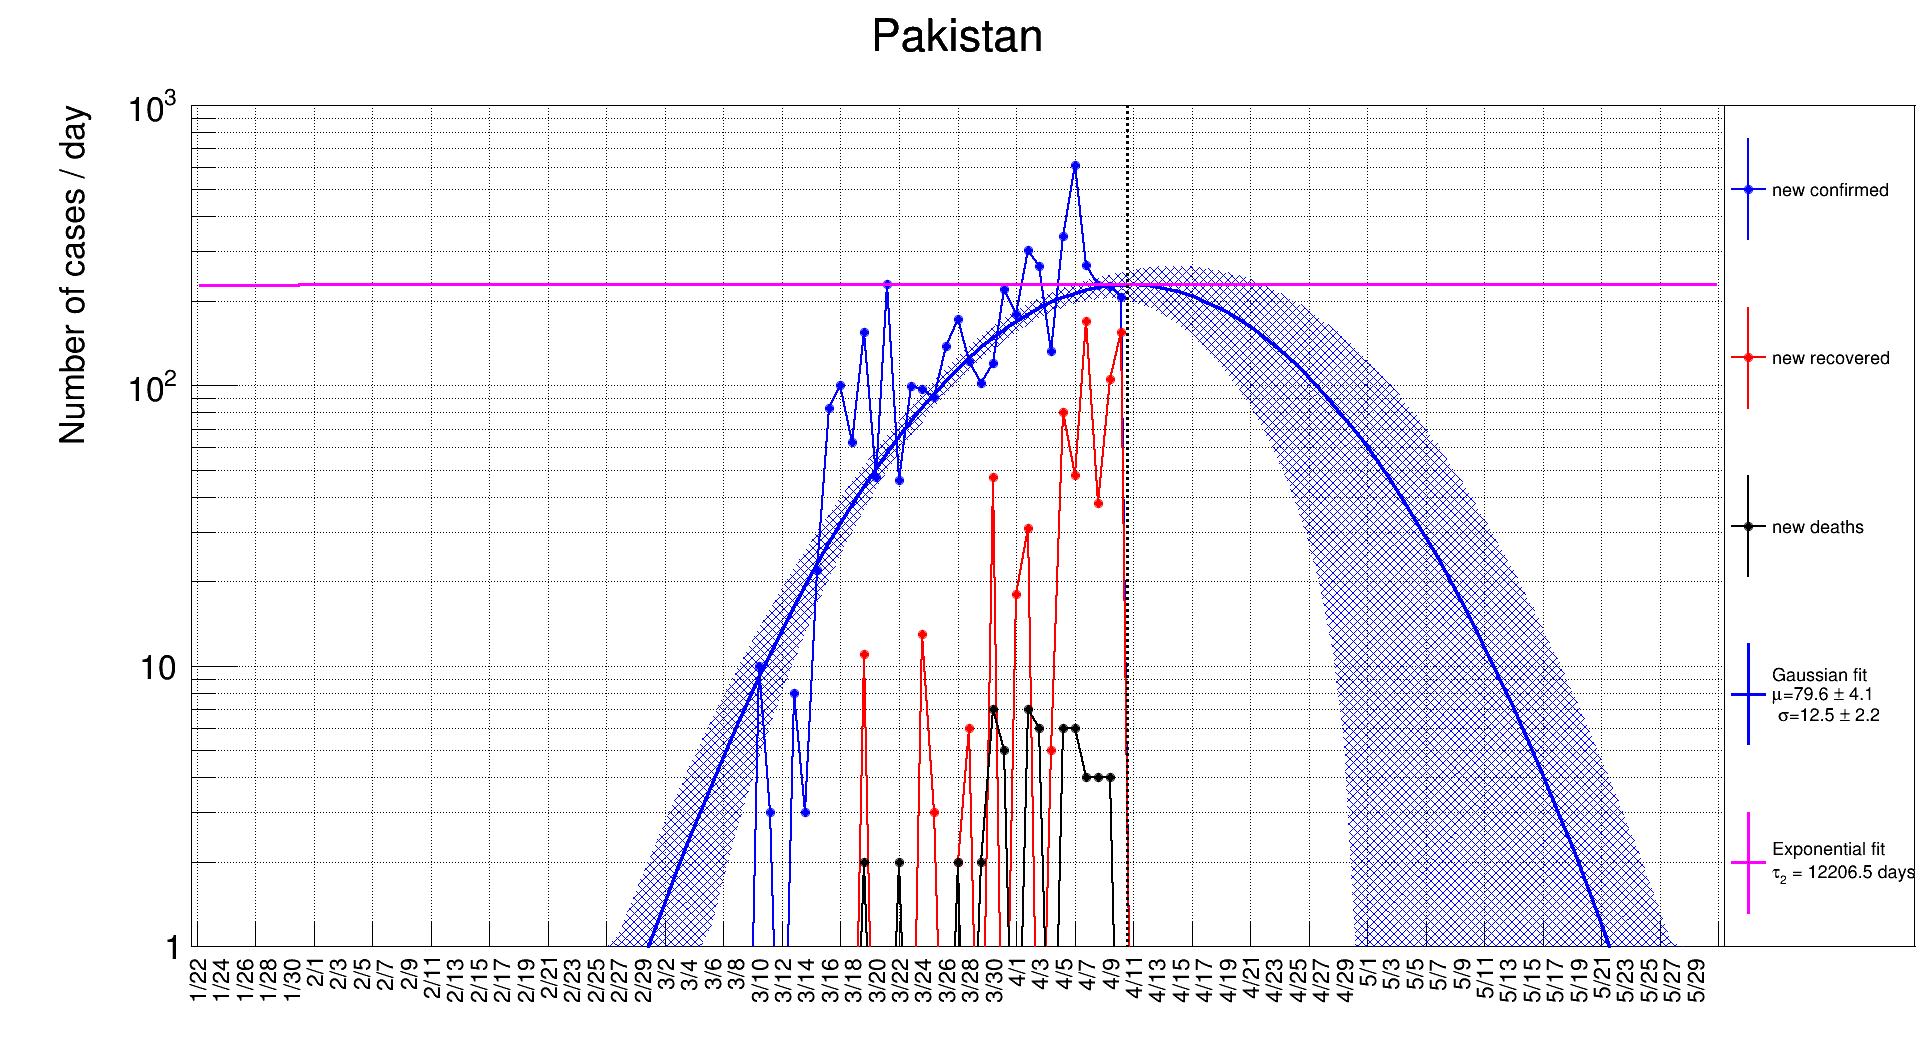 Pakistan
Number of cases / day
10³
10²
10
1
1/22 1/24 1/26 1/28 1/30 2/1 2/3 2/5 2/7 2/9 2/11 2/13 2/15 2/17 2/19 2/21 2/23 2/25 2/27 2/29 3/2 3/4 3/6 3/8 3/10 3/12 3/14 3/16 3/18 3/20 3/22 3/24 3/26 3/28 3/30 4/1 4/3 4/5 4/7 4/9 4/11 4/13 4/15 4/17 4/19 4/21 4/23 4/25 4/27 4/29 5/1 5/3 5/5 5/7 5/9 5/11 5/13 5/15 5/17 5/19 5/21 5/23 5/25 5/27 5/29
new confirmed
new recovered
new deaths
Gaussian fit
μ=79.6 ± 4.1
σ=12.5 ± 2.2
Exponential fit
τ₂ = 12206.5 days